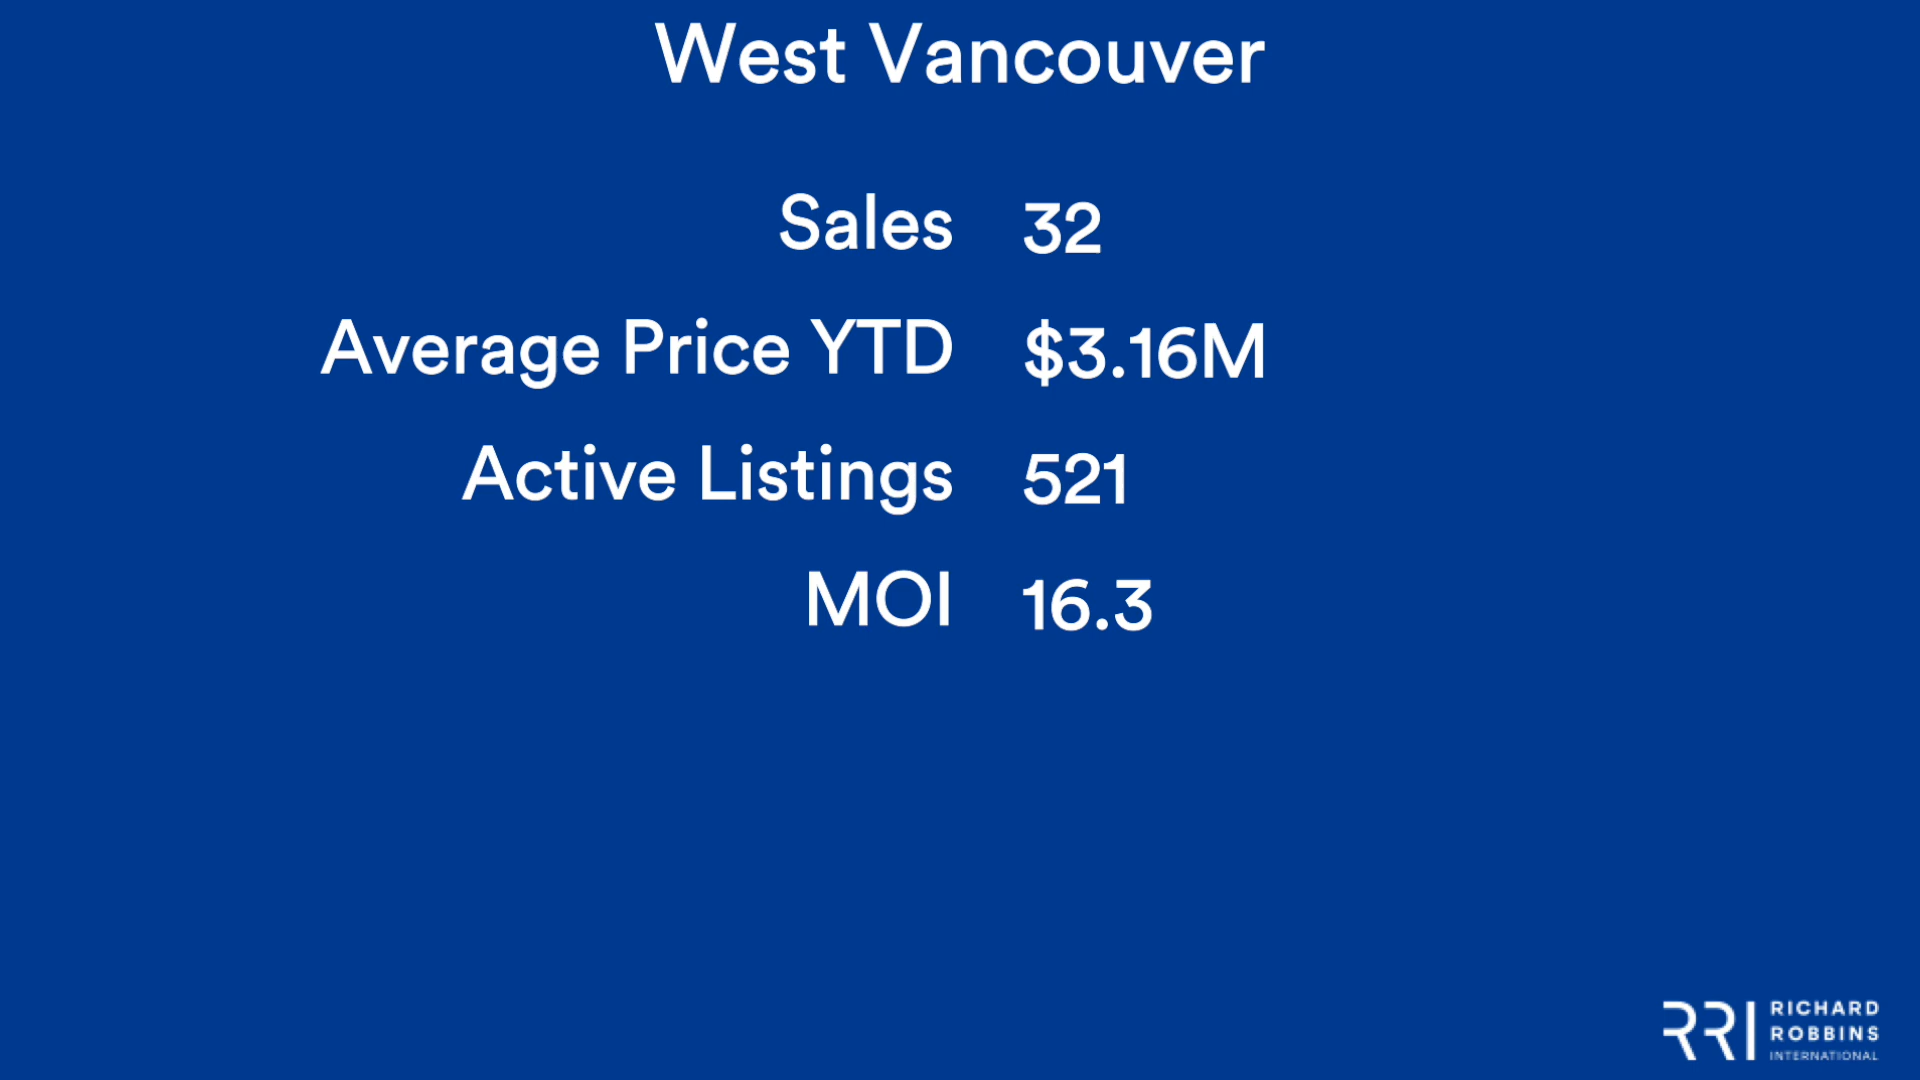 West Vancouver
Sales 32
Average Price YTD $3.16M
Active Listings 521
MOI 16.3
RRI RICHARD
ROBBINS
INTERNATIONAL